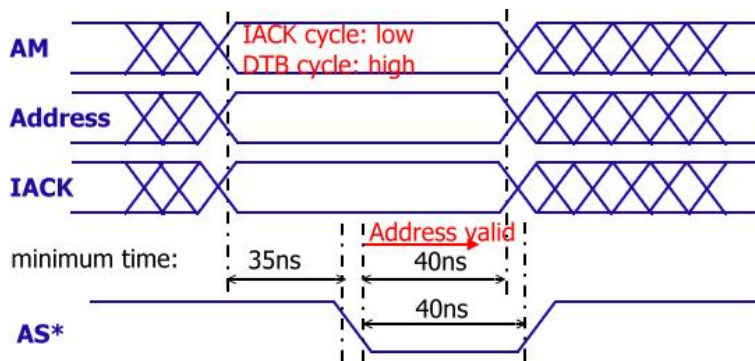 AM
IACK cycle: low
DTB cycle: high
Address
IACK
Address valid
minimum time:
35ns
40ns
40ns
AS*